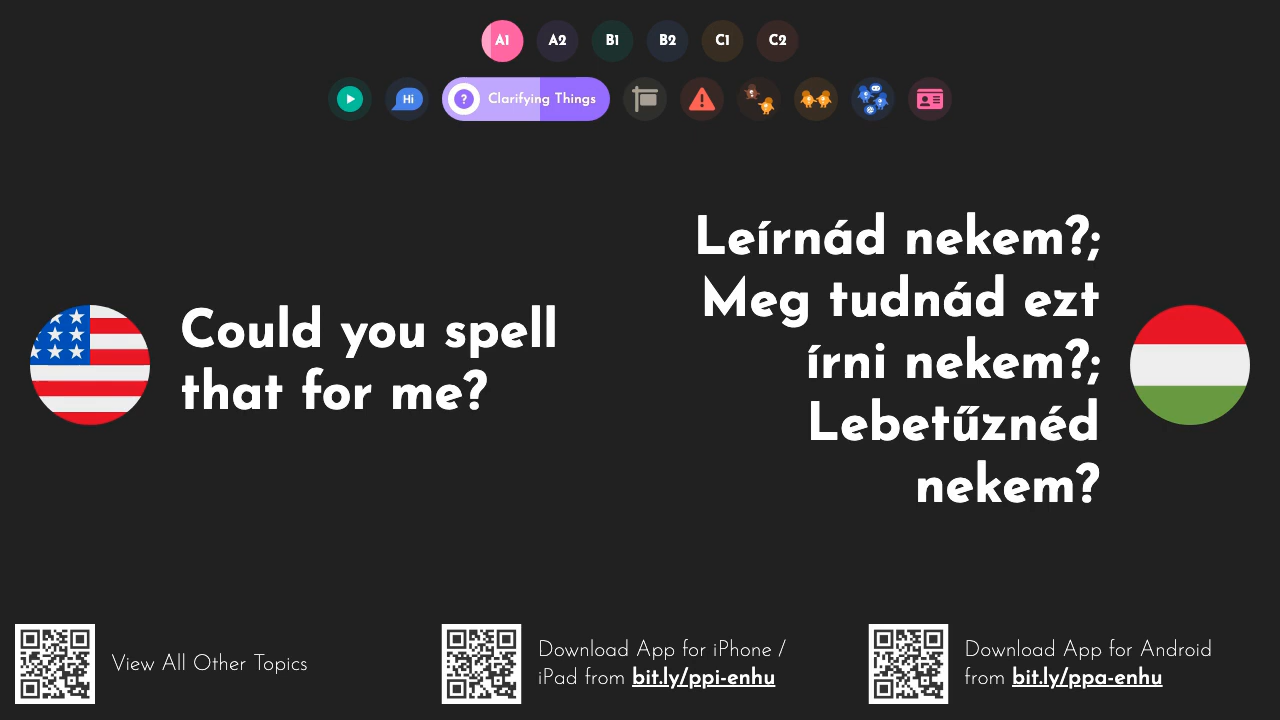 A1 A2 B1 B2 C1 C2
Hi ? Clarifying Things
Could you spell
that for me?
Leírnád nekem?;
Meg tudnád ezt
írni nekem?;
Lebetűznéd
nekem?
View All Other Topics
Download App for iPhone /
iPad from bit.ly/ppi-enhu
Download App for Android
from bit.ly/ppa-enhu